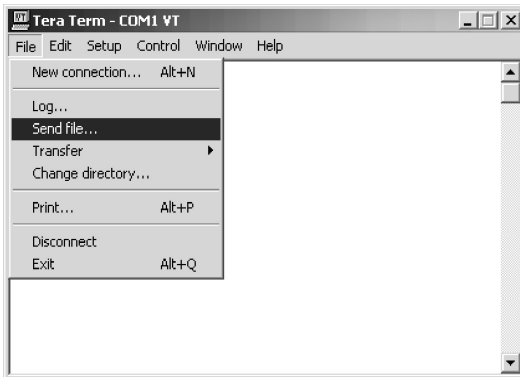 Tera Term - COM1 VT
File Edit Setup Control Window Help
New connection... Alt+N
Log...
Send file...
Transfer
Change directory...
Print... Alt+P
Disconnect
Exit Alt+Q